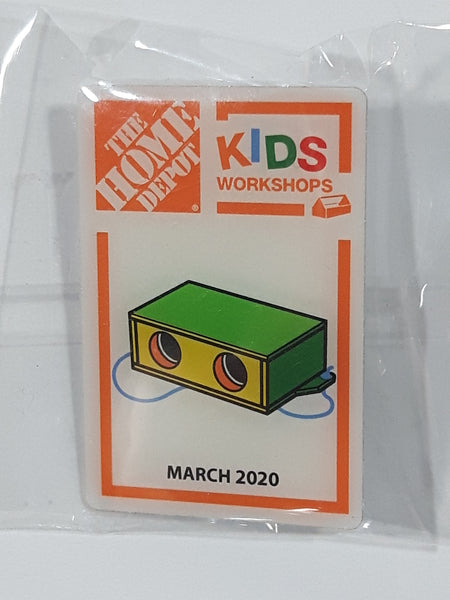 THE
HOME
DEPOT
®
KIDS
WORKSHOPS
MARCH 2020